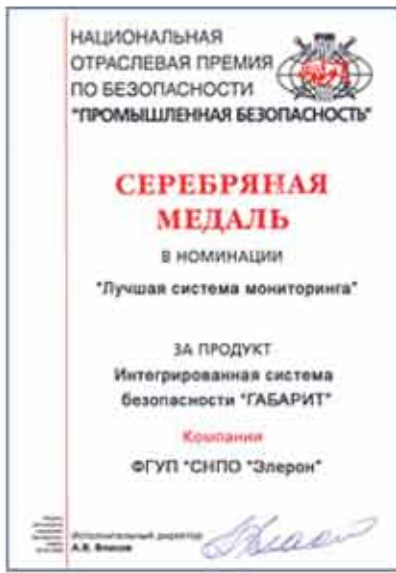 НАЦИОНАЛЬНАЯ
ОТРАСЛЕВАЯ ПРЕМИЯ
ПО БЕЗОПАСНОСТИ
"ПРОМЫШЛЕННАЯ БЕЗОПАСНОСТЬ"
СЕРЕБРЯНАЯ
МЕДАЛЬ
В НОМИНАЦИИ
"Лучшая система мониторинга"
ЗА ПРОДУКТ
Интегрированная система
безопасности "ГАБАРИТ"
Компании
ФГУП "СНПО "Элерон"
Исполнительный директор
А.В. Власов